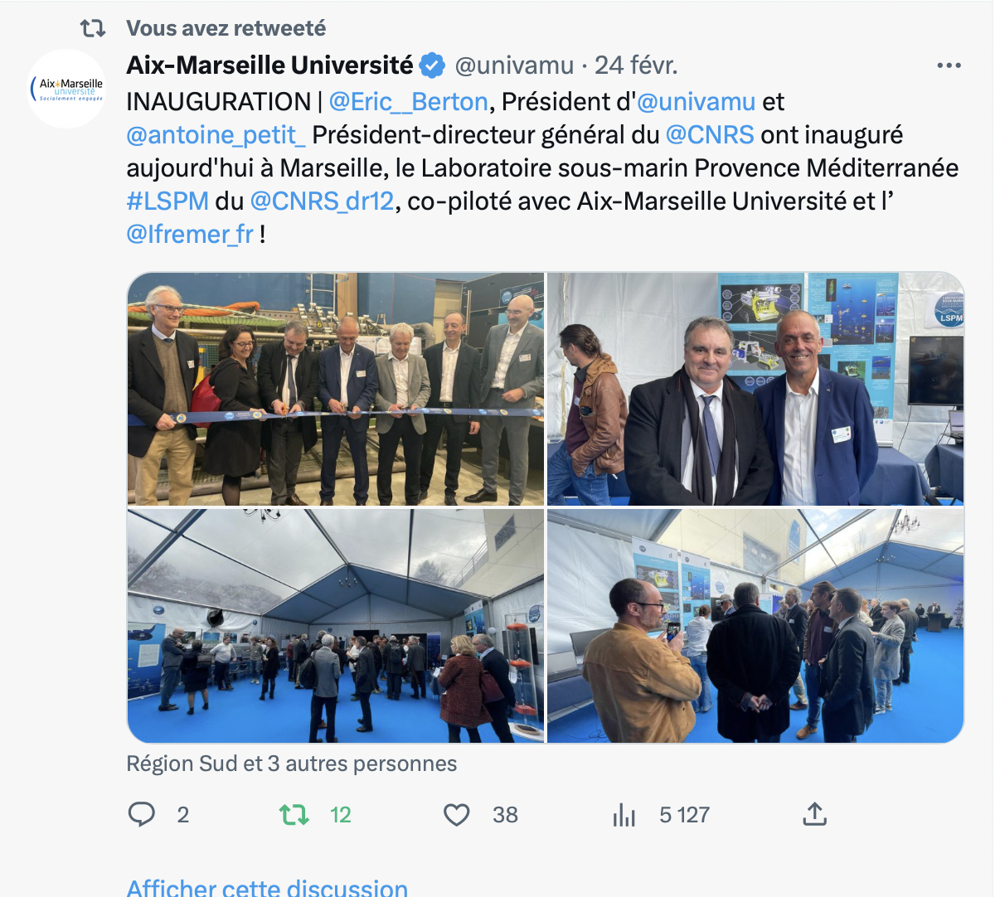 Vous avez retweeté
Aix-Marseille Université @univamu · 24 févr.
Aix Marseille
université
Socialement engagée
INAUGURATION | @Eric__Berton, Président d'@univamu et
@antoine_petit_ Président-directeur général du @CNRS ont inauguré
aujourd'hui à Marseille, le Laboratoire sous-marin Provence Méditerranée
#LSPM du @CNRS_dr12, co-piloté avec Aix-Marseille Université et l’
@Ifremer_fr !
LSPM
Région Sud et 3 autres personnes
2 12 38 5 127
Afficher cette discussion